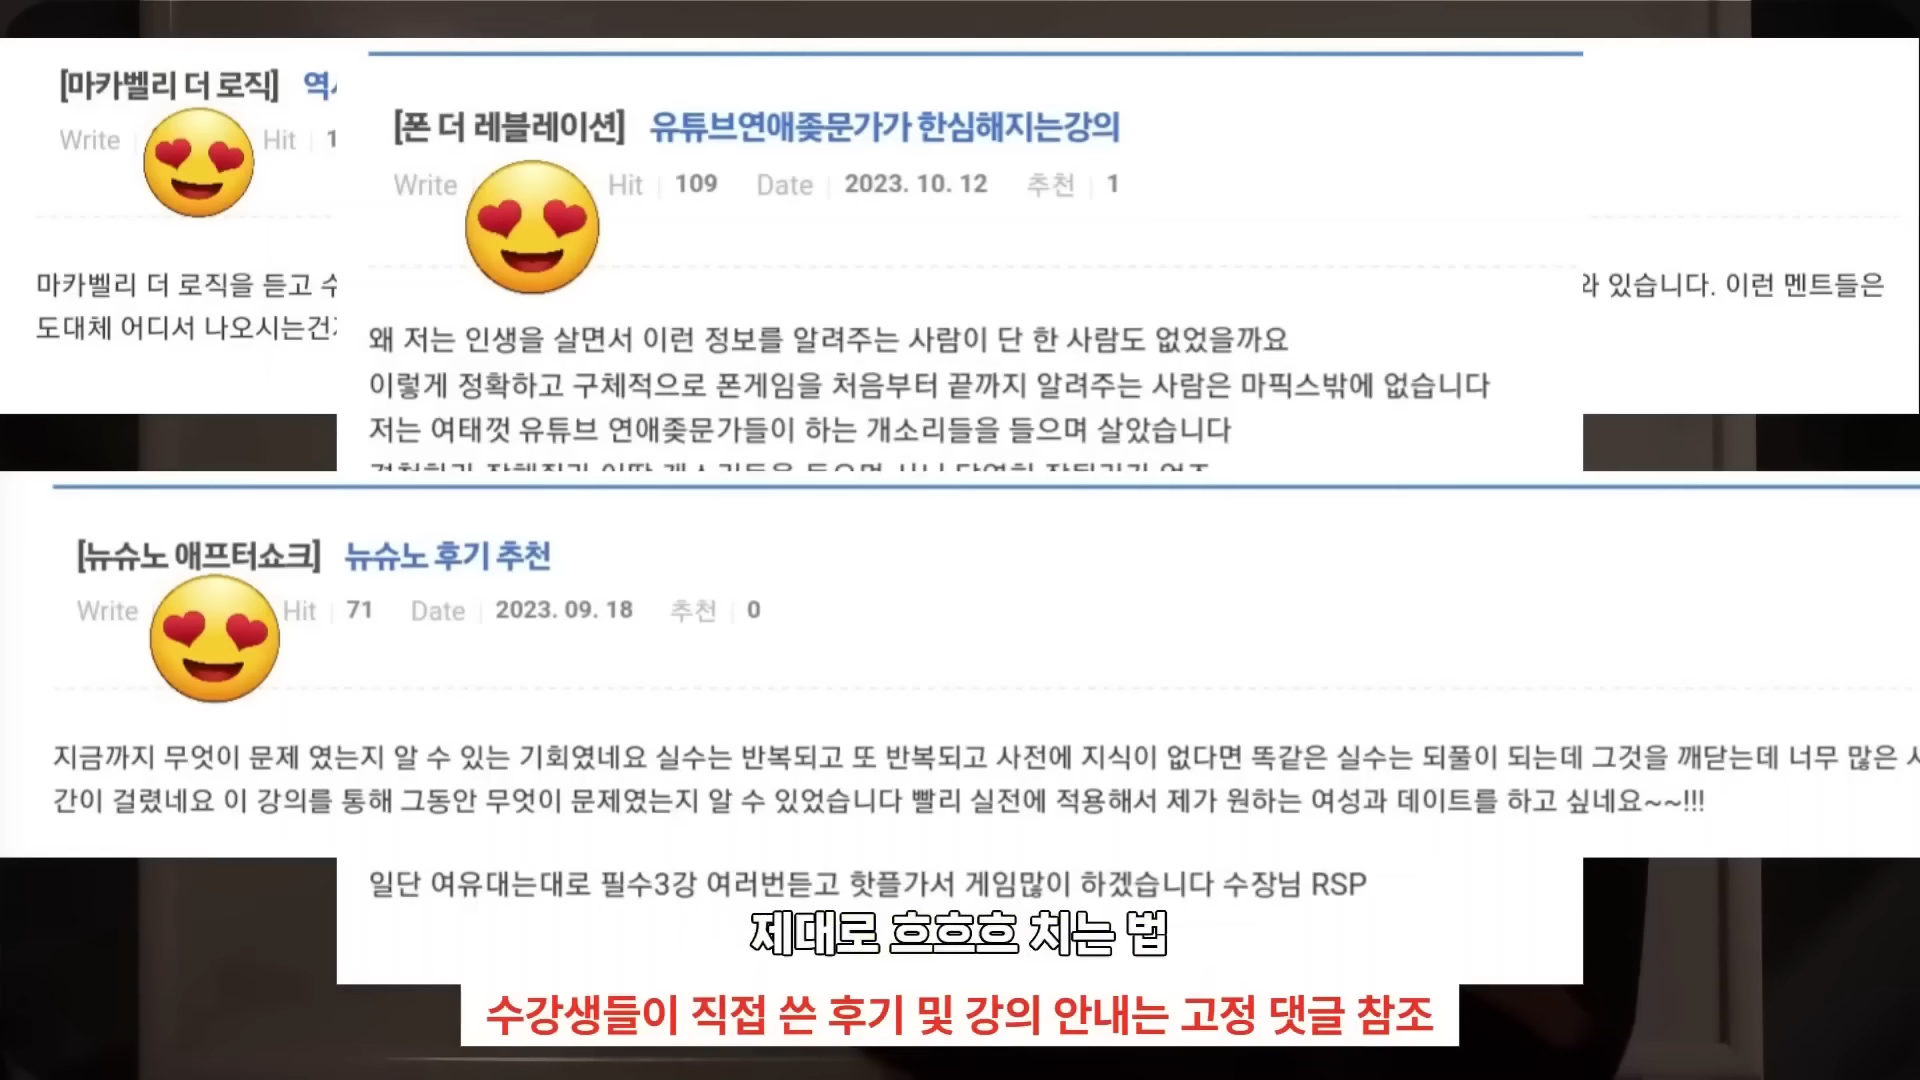 [마카벨리 더 로직] 역
Write Hit 1
마카벨리 더 로직을 듣고 수
와 있습니다. 이런 멘트들은
도대체 어디서 나오시는건
[폰 더 레블레이션] 유튜브연애좆문가가 한심해지는강의
Write Hit 109 Date 2023. 10. 12 추천 1
왜 저는 인생을 살면서 이런 정보를 알려주는 사람이 단 한 사람도 없었을까요
이렇게 정확하고 구체적으로 폰게임을 처음부터 끝까지 알려주는 사람은 마픽스밖에 없습니다
저는 여태껏 유튜브 연애좆문가들이 하는 개소리들을 들으며 살았습니다
[뉴슈노 애프터쇼크] 뉴슈노 후기 추천
Write Hit 71 Date 2023. 09. 18 추천 0
지금까지 무엇이 문제 였는지 알 수 있는 기회였네요 실수는 반복되고 또 반복되고 사전에 지식이 없다면 똑같은 실수는 되풀이 되는데 그것을 깨닫는데 너무 많은 시
간이 걸렸네요 이 강의를 통해 그동안 무엇이 문제였는지 알 수 있었습니다 빨리 실전에 적용해서 제가 원하는 여성과 데이트를 하고 싶네요~~!!!
일단 여유대는대로 필수3강 여러번듣고 핫플가서 게임많이 하겠습니다 수장님 RSP
제대로 흐흐흐 치는 법
수강생들이 직접 쓴 후기 및 강의 안내는 고정 댓글 참조